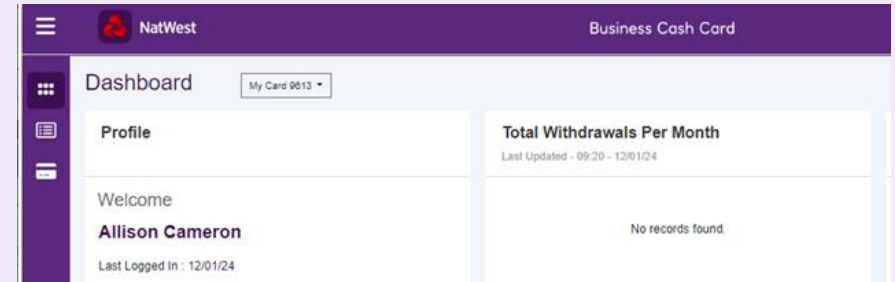 NatWest
Business Cash Card
Dashboard
My Card 9613
Profile
Welcome
Allison Cameron
Last Logged In : 12/01/24
Total Withdrawals Per Month
Last Updated - 09:20 - 12/01/24
No records found.